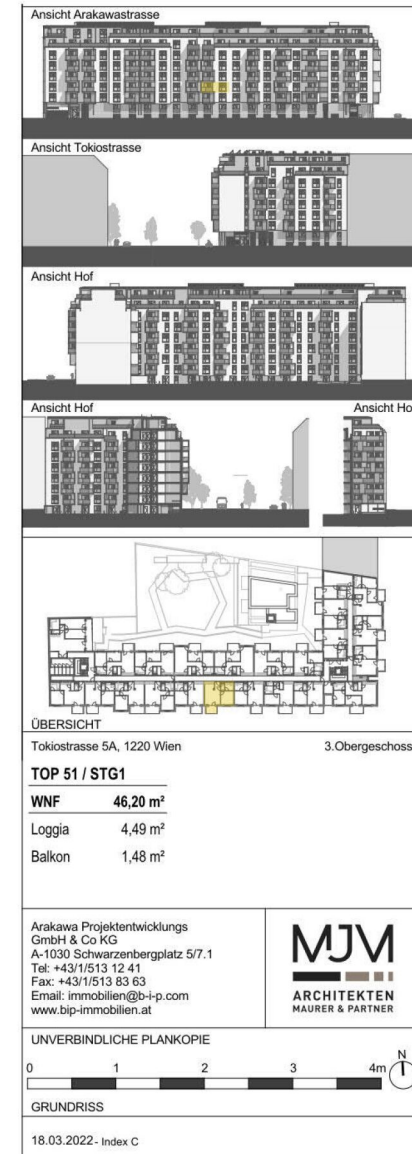 Ansicht Arakawastrasse
Ansicht Tokiostrasse
Ansicht Hof
Ansicht Hof Ansicht Ho
ÜBERSICHT
Tokiostrasse 5A, 1220 Wien 3.Obergeschoss
TOP 51 / STG1
WNF 46,20 m²
Loggia 4,49 m²
Balkon 1,48 m²
Arakawa Projektentwicklungs
GmbH & Co KG
A-1030 Schwarzenbergplatz 5/7.1
Tel: +43/1/513 12 41
Fax: +43/1/513 83 63
Email: immobilien@b-i-p.com
www.bip-immobilien.at
MJM
ARCHITEKTEN
MAURER & PARTNER
UNVERBINDLICHE PLANKOPIE
0 1 2 3 4m N
GRUNDRISS
18.03.2022- Index C